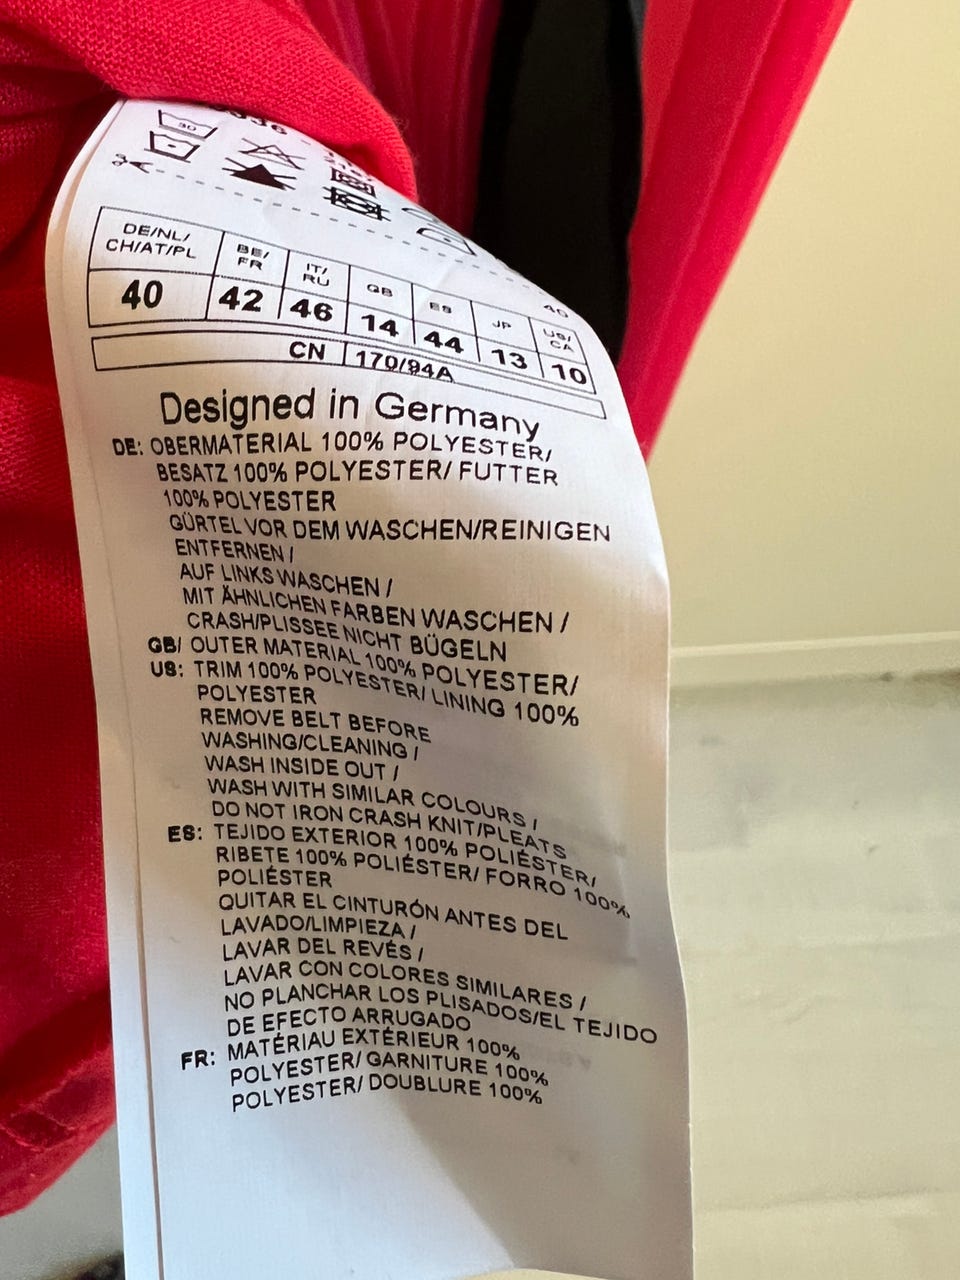 30
DE/NL/
CH/AT/PL
BE/
FR
IT/
RU
GB
ES
JP
US/
CA
40
40
42
46
14
44
13
10
CN 170/94A
Designed in Germany
DE: OBERMATERIAL 100% POLYESTER/
BESATZ 100% POLYESTER/ FUTTER
100% POLYESTER
GÜRTEL VOR DEM WASCHEN/REINIGEN
ENTFERNEN /
AUF LINKS WASCHEN /
MIT ÄHNLICHEN FARBEN WASCHEN /
CRASH/PLISSEE NICHT BÜGELN
GB/ OUTER MATERIAL 100% POLYESTER/
US: TRIM 100% POLYESTER/ LINING 100%
POLYESTER
REMOVE BELT BEFORE
WASHING/CLEANING /
WASH INSIDE OUT /
WASH WITH SIMILAR COLOURS /
DO NOT IRON CRASH KNIT/PLEATS
ES: TEJIDO EXTERIOR 100% POLIÉSTER/
RIBETE 100% POLIÉSTER/ FORRO 100%
POLIÉSTER
QUITAR EL CINTURÓN ANTES DEL
LAVADO/LIMPIEZA /
LAVAR DEL REVÉS /
LAVAR CON COLORES SIMILARES /
NO PLANCHAR LOS PLISADOS/EL TEJIDO
DE EFECTO ARRUGADO
FR: MATÉRIAU EXTÉRIEUR 100%
POLYESTER/ GARNITURE 100%
POLYESTER/ DOUBLURE 100%